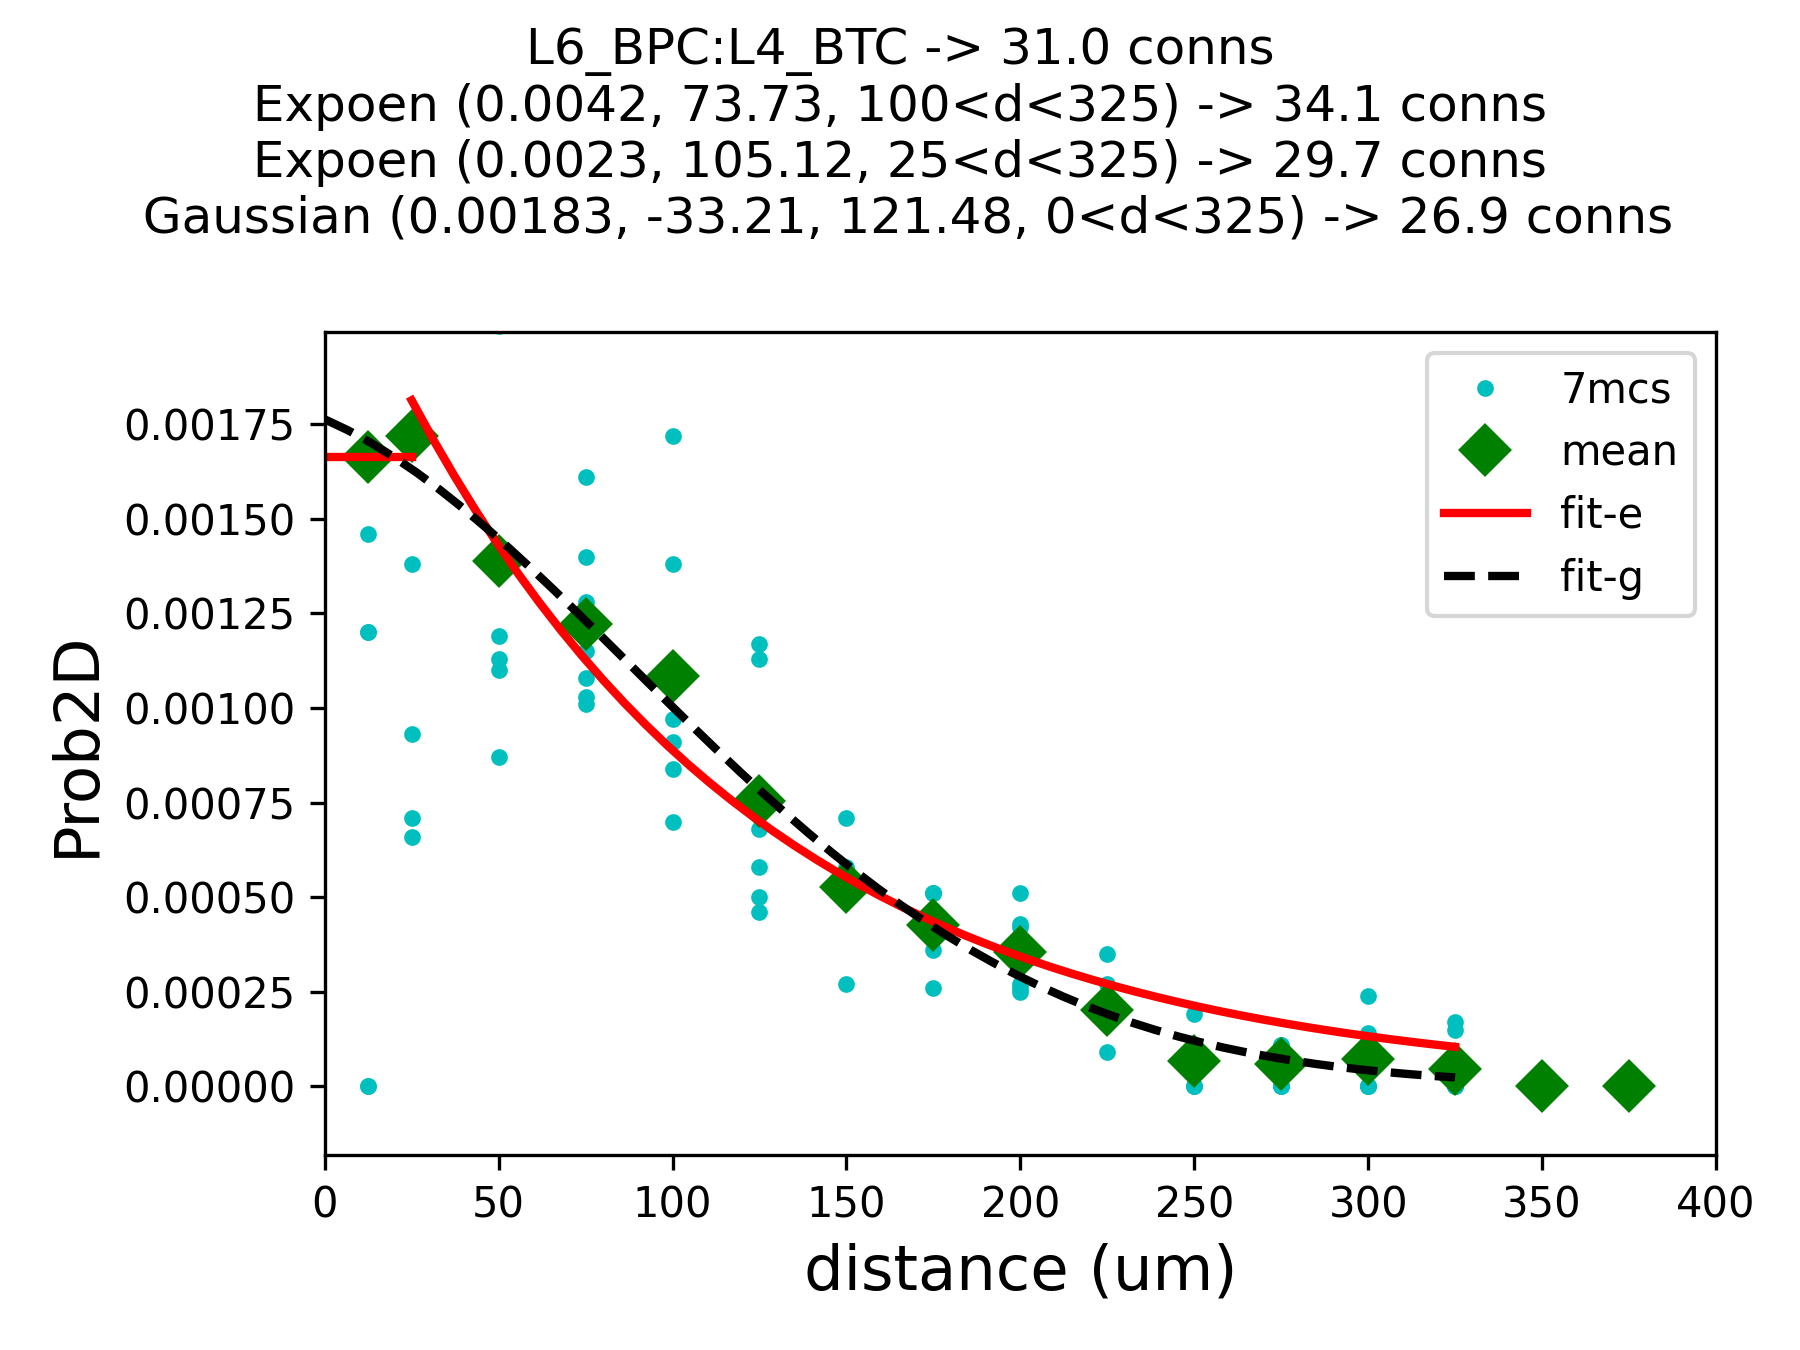 L6_BPC:L4_BTC -> 31.0 conns
Expoen (0.0042, 73.73, 100<d<325) -> 34.1 conns
Expoen (0.0023, 105.12, 25<d<325) -> 29.7 conns
Gaussian (0.00183, -33.21, 121.48, 0<d<325) -> 26.9 conns
7mcs
mean
fit-e
fit-g
Prob2D
0.00175
0.00150
0.00125
0.00100
0.00075
0.00050
0.00025
0.00000
0 50 100 150 200 250 300 350 400
distance (um)